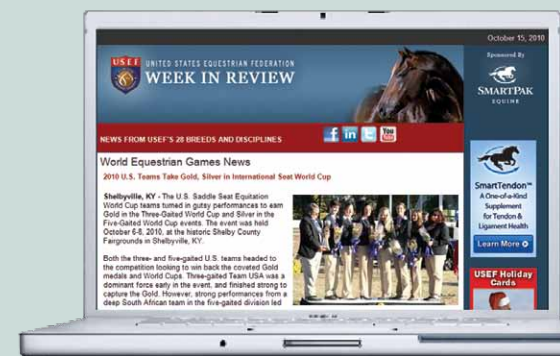 October 15, 2010
USEF
UNITED STATES EQUESTRIAN FEDERATION
WEEK IN REVIEW
Sponsored By
SMARTPAK
EQUINE
NEWS FROM USEF'S 28 BREEDS AND DISCIPLINES
f in t You Tube
World Equestrian Games News
2010 U.S. Teams Take Gold, Silver in International Seat World Cup
Shelbyville, KY - The U.S. Saddle Seat Equitation
World Cup teams turned in gutsy performances to earn
Gold in the Three-Gaited World Cup and Silver in the
Five-Gaited World Cup events. The event was held
October 6-8, 2010, at the historic Shelby County
Fairgrounds in Shelbyville, KY.
Both the three- and five-gaited U.S. teams headed to
the competition looking to win back the coveted Gold
medals and World Cups. Three-gaited Team USA was a
dominant force early in the event, and finished strong to
capture the Gold. However, strong performances from a
deep South African team in the five-gaited division led
SmartTendon™
A One-of-a-Kind
Supplement
for Tendon &
Ligament Health
Learn More
USEF Holiday
Cards